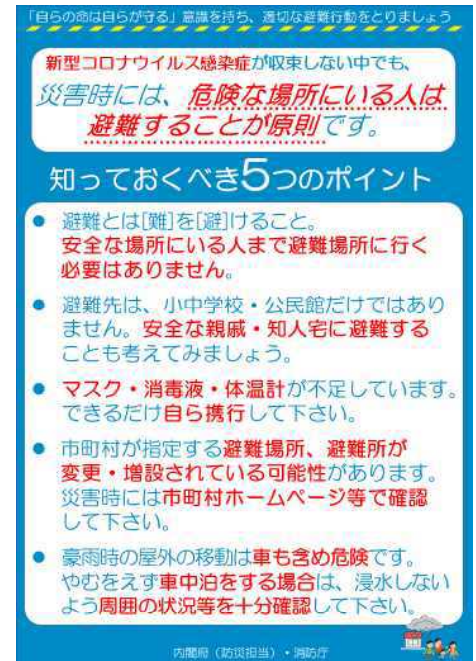 「自らの命は自らが守る」意識を持ち、適切な避難行動をとりましょう
新型コロナウイルス感染症が収束しない中でも、
災害時には、危険な場所にいる人は
避難することが原則です。
知っておくべき5つのポイント
● 避難とは[難]を[避]けること。
安全な場所にいる人まで避難場所に行く
必要はありません。
● 避難先は、小中学校・公民館だけではあり
ません。安全な親戚・知人宅に避難する
ことも考えてみましょう。
● マスク・消毒液・体温計が不足しています。
できるだけ自ら携行して下さい。
● 市町村が指定する避難場所、避難所が
変更・増設されている可能性があります。
災害時には市町村ホームページ等で確認
して下さい。
● 豪雨時の屋外の移動は車も含め危険です。
やむをえず車中泊をする場合は、浸水しない
よう周囲の状況等を十分確認して下さい。
内閣府（防災担当）・消防庁